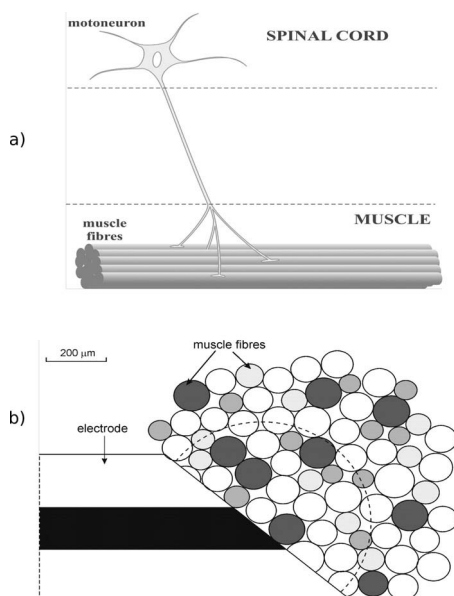 motoneuron
SPINAL CORD
a)
MUSCLE
muscle
fibres
muscle fibres
200 μm
b)
electrode